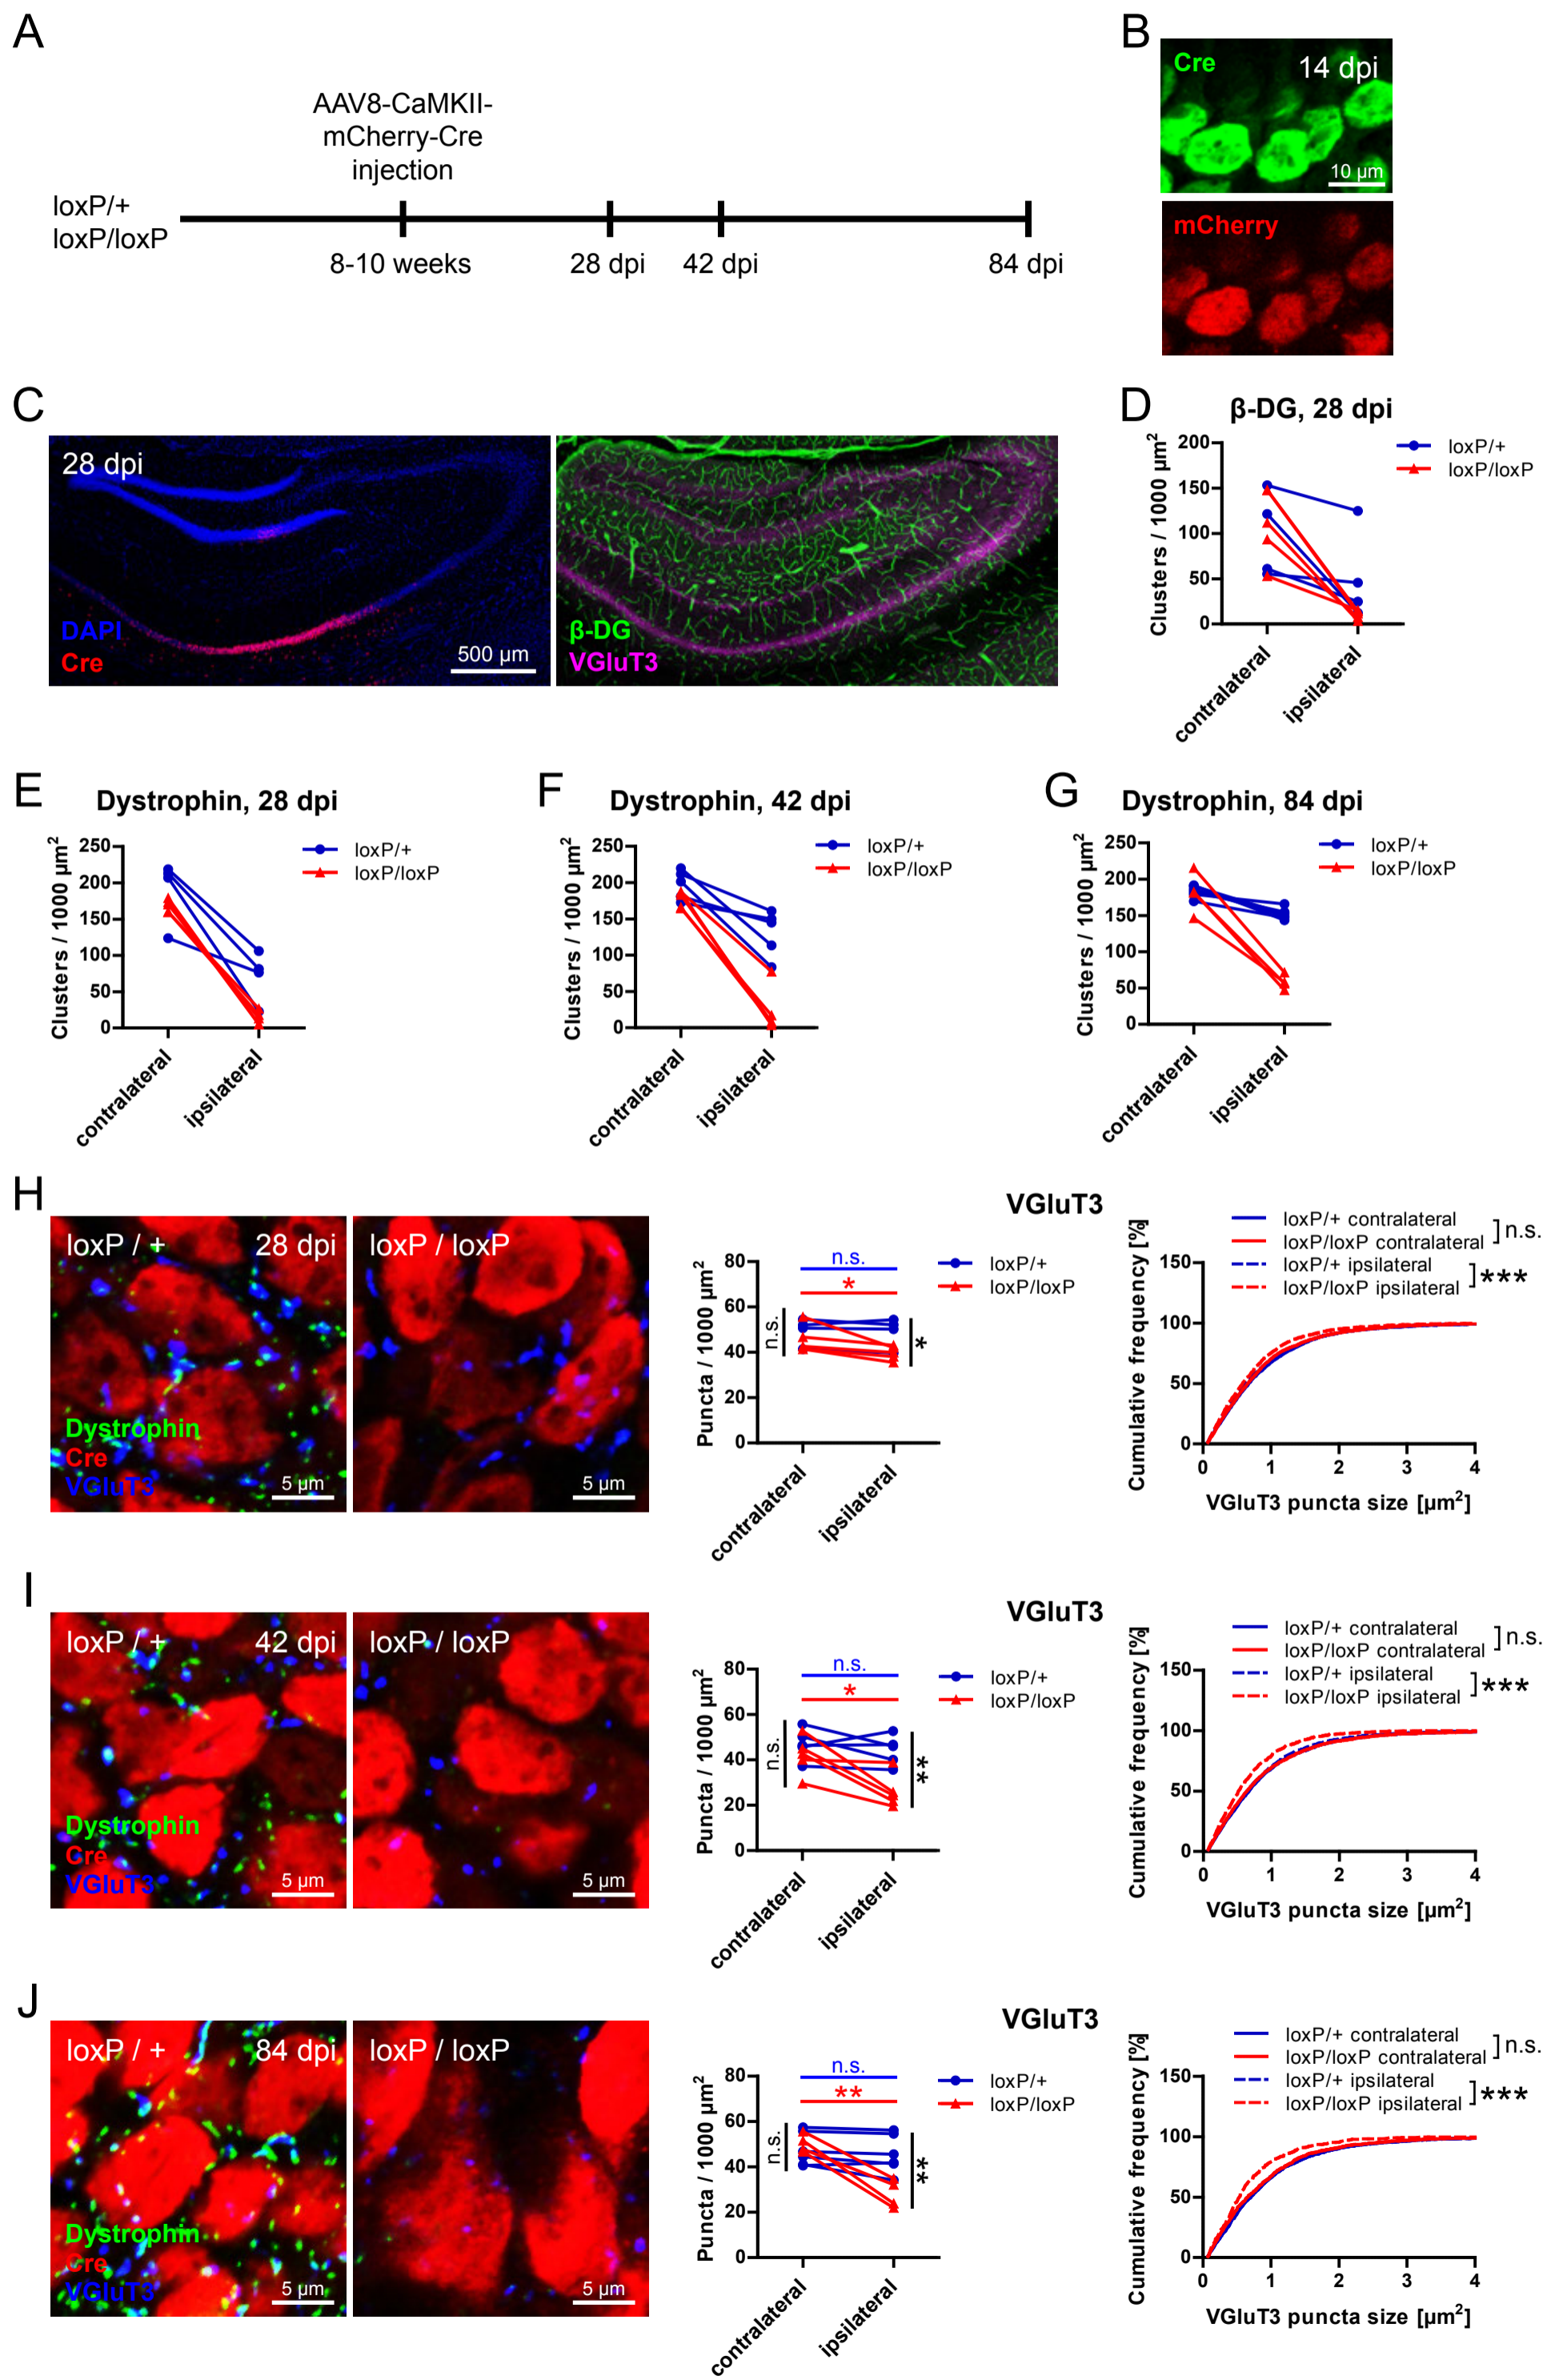 A
AAV8-CaMKII-
mCherry-Cre
injection
loxP/+
loxP/loxP
8-10 weeks
28 dpi
42 dpi
84 dpi
B
Cre
14 dpi
10 µm
mCherry
C
28 dpi
DAPI
Cre
500 µm
β-DG
VGluT3
D
β-DG, 28 dpi
Clusters / 1000 µm²
200
150
100
50
0
contralateral
ipsilateral
loxP/+
loxP/loxP
E
Dystrophin, 28 dpi
Clusters / 1000 µm²
250
200
150
100
50
0
contralateral
ipsilateral
loxP/+
loxP/loxP
F
Dystrophin, 42 dpi
Clusters / 1000 µm²
250
200
150
100
50
0
contralateral
ipsilateral
loxP/+
loxP/loxP
G
Dystrophin, 84 dpi
Clusters / 1000 µm²
250
200
150
100
50
0
contralateral
ipsilateral
loxP/+
loxP/loxP
H
loxP / +
28 dpi
Dystrophin
Cre
VGluT3
5 µm
loxP / loxP
5 µm
VGluT3
Puncta / 1000 µm²
80
60
40
20
0
n.s.
*
n.s.
*
contralateral
ipsilateral
loxP/+
loxP/loxP
Cumulative frequency [%]
150
100
50
0
0 1 2 3 4
VGluT3 puncta size [µm²]
loxP/+ contralateral
loxP/loxP contralateral
n.s.
loxP/+ ipsilateral
loxP/loxP ipsilateral
***
I
loxP / +
42 dpi
Dystrophin
Cre
VGluT3
5 µm
loxP / loxP
5 µm
VGluT3
Puncta / 1000 µm²
80
60
40
20
0
n.s.
*
n.s.
**
contralateral
ipsilateral
loxP/+
loxP/loxP
Cumulative frequency [%]
150
100
50
0
0 1 2 3 4
VGluT3 puncta size [µm²]
loxP/+ contralateral
loxP/loxP contralateral
n.s.
loxP/+ ipsilateral
loxP/loxP ipsilateral
***
J
loxP / +
84 dpi
Dystrophin
Cre
VGluT3
5 µm
loxP / loxP
5 µm
VGluT3
Puncta / 1000 µm²
80
60
40
20
0
n.s.
**
n.s.
**
contralateral
ipsilateral
loxP/+
loxP/loxP
Cumulative frequency [%]
150
100
50
0
0 1 2 3 4
VGluT3 puncta size [µm²]
loxP/+ contralateral
loxP/loxP contralateral
n.s.
loxP/+ ipsilateral
loxP/loxP ipsilateral
***